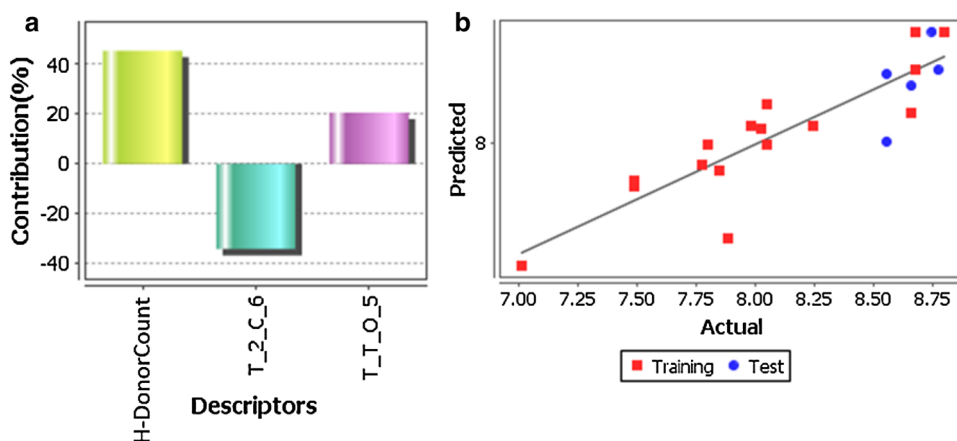 a
Contribution(%)
40
20
0
-20
-40
H-DonorCount
T_2_C_6
T_T_O_5
Descriptors
b
Predicted
8
7.00 7.25 7.50 7.75 8.00 8.25 8.50 8.75
Actual
Training Test